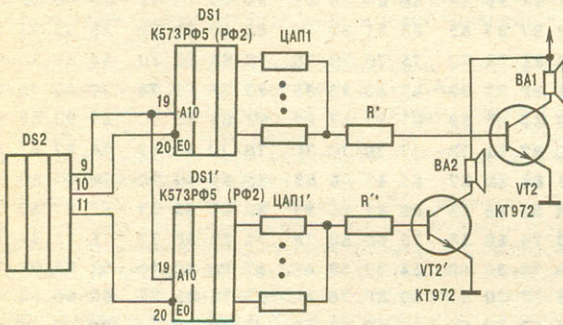 DS1
К573РФ5 (РФ2)
ЦАП1
19
A10
20
E0
R*
BA1
VT2
КТ972
DS2
9
10
11
DS1'
К573РФ5 (РФ2)
ЦАП1'
19
A10
20
E0
R'*
BA2
VT2'
КТ972